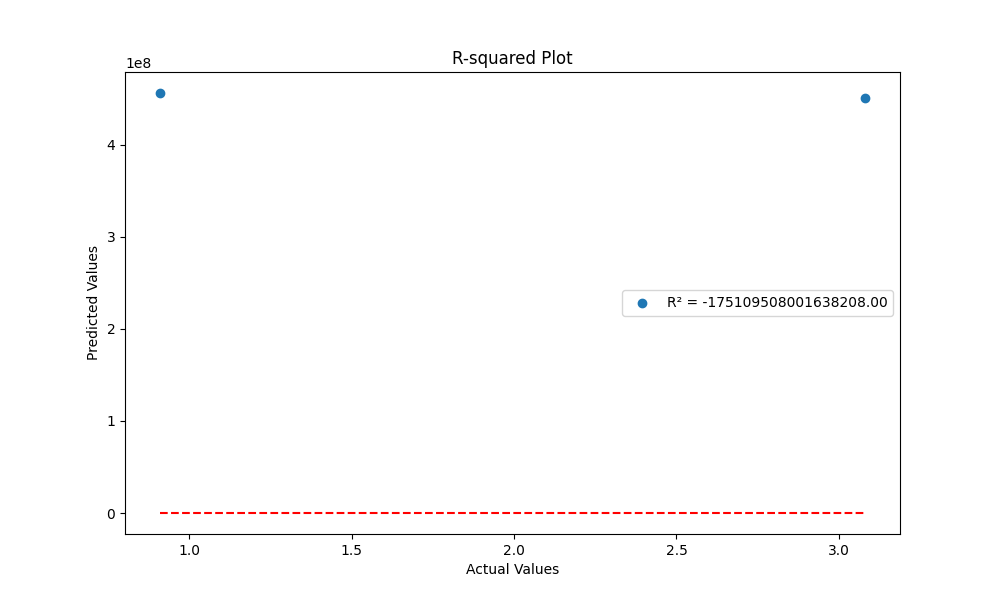 R-squared Plot
1e8
4
3
2
1
0
Predicted Values
R² = -175109508001638208.00
1.0 1.5 2.0 2.5 3.0
Actual Values